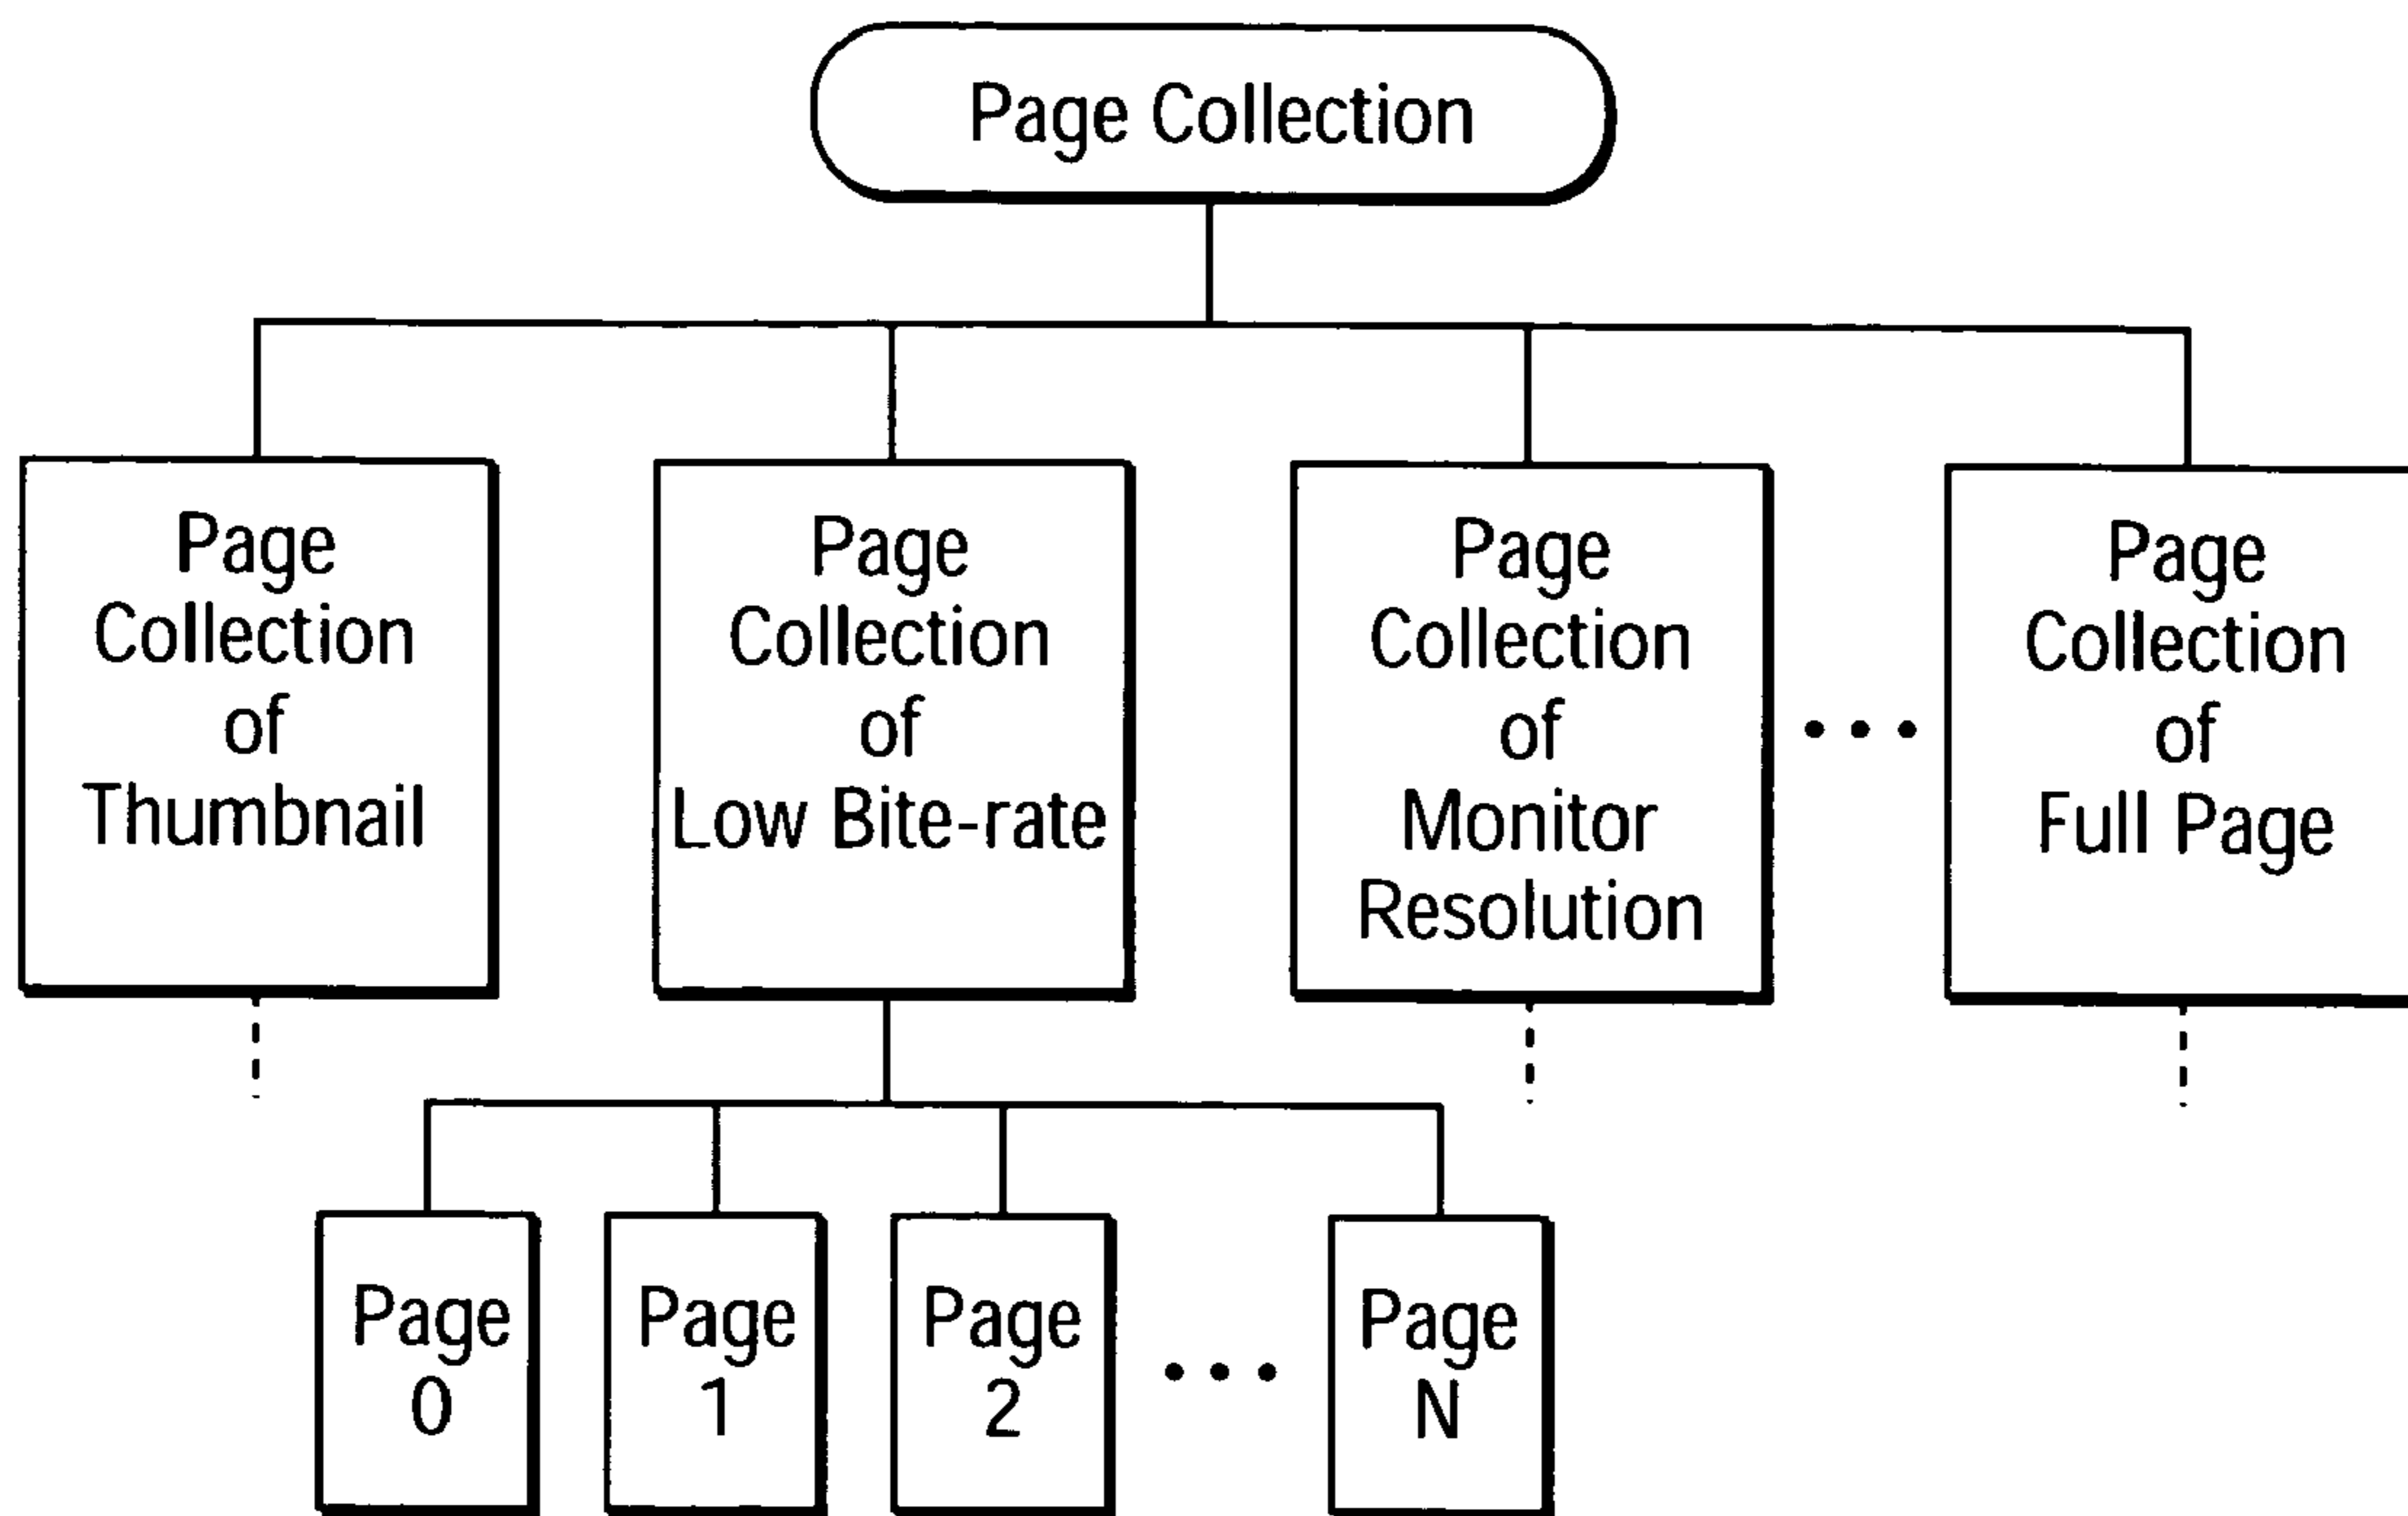 Page Collection
Page
Collection
of
Thumbnail
Page
Collection
of
Low Bite-rate
Page
Collection
of
Monitor
Resolution
Page
Collection
of
Full Page
Page
0
Page
1
Page
2
Page
N